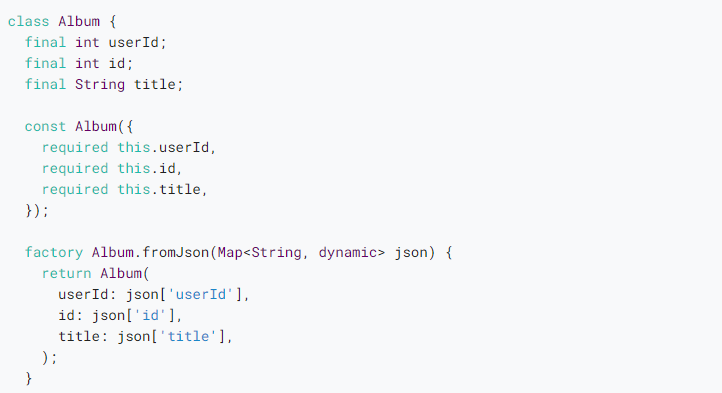 class Album {
  final int userId;
  final int id;
  final String title;

  const Album({
    required this.userId,
    required this.id,
    required this.title,
  });

  factory Album.fromJson(Map<String, dynamic> json) {
    return Album(
      userId: json['userId'],
      id: json['id'],
      title: json['title'],
    );
  }